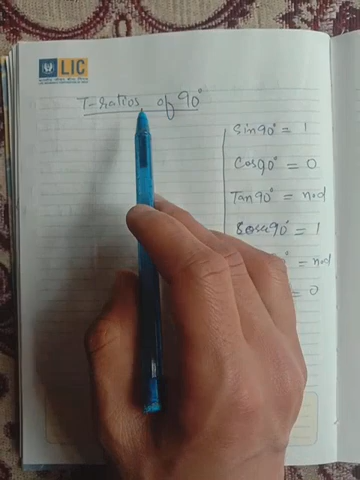 LIC
T-ratios of 90°
Sin90° = 1
Cos90° = 0
Tan90° = n.d
Cosec90° = 1
° = n.d
= 0